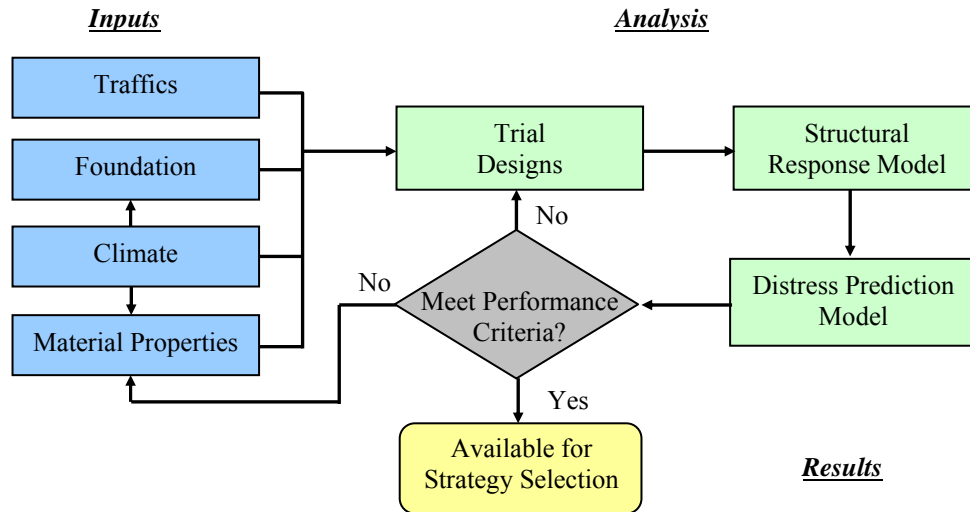 Inputs
Analysis
Traffics
Foundation
Climate
Material Properties
Trial
Designs
Structural
Response Model
No
No
Meet Performance
Criteria?
Distress Prediction
Model
Yes
Available for
Strategy Selection
Results